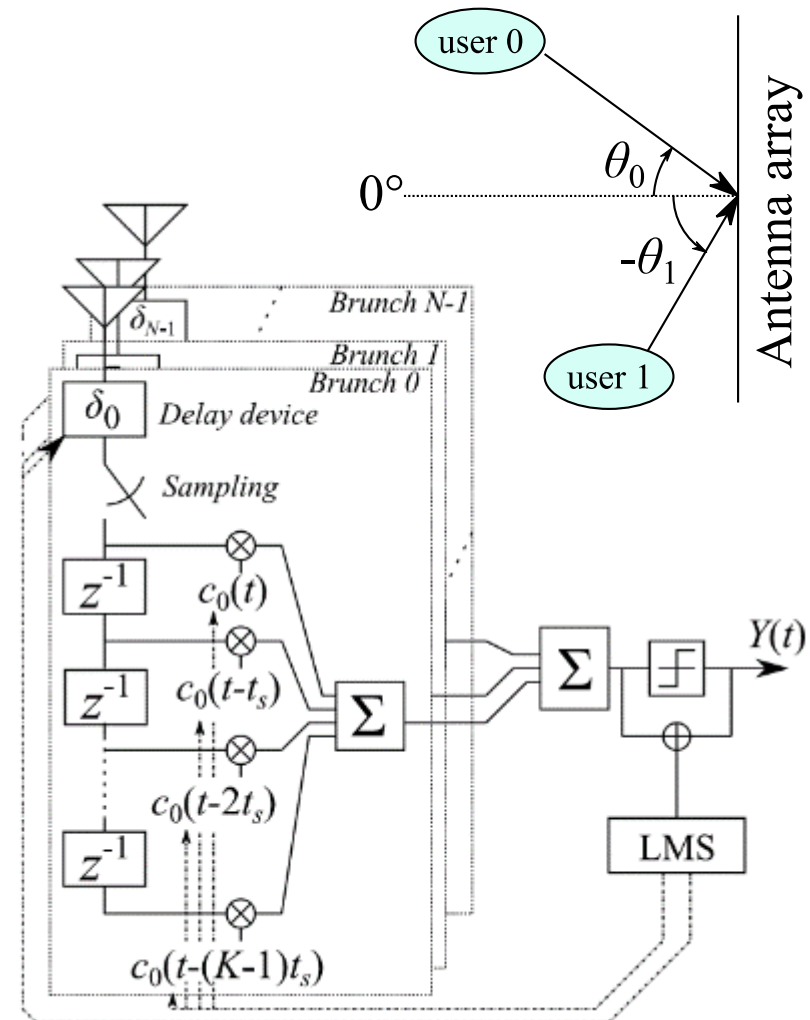 user 0
θ₀
0°
-θ₁
user 1
Antenna array
Brunch N-1
δN-1
Brunch 1
Brunch 0
δ₀
Delay device
Sampling
c₀(t)
z⁻¹
c₀(t-tₛ)
z⁻¹
c₀(t-2tₛ)
z⁻¹
c₀(t-(K-1)tₛ)
Σ
Σ
Y(t)
LMS